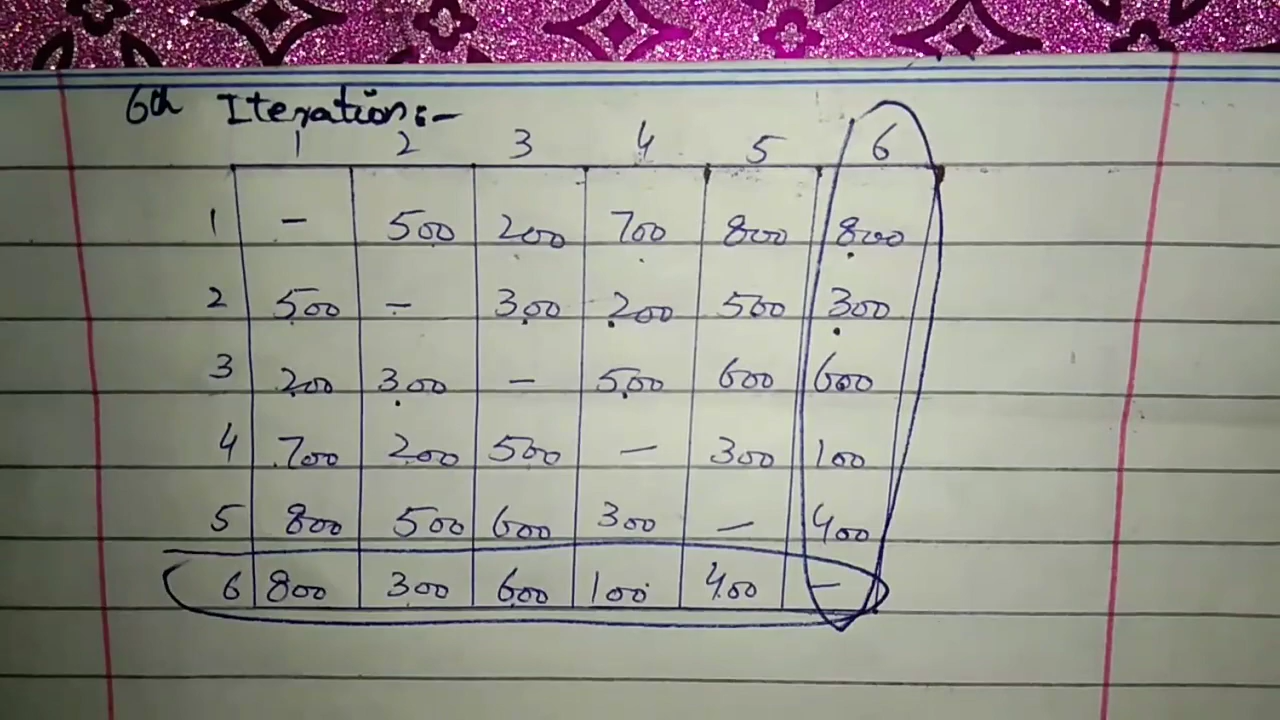 6th Iteration:-
1 2 3 4 5 6
1 - 500 200 700 800 800
2 500 - 300 200 500 300
3 200 300 - 500 600 600
4 700 200 500 - 300 100
5 800 500 600 300 - 400
6 800 300 600 100 400 -